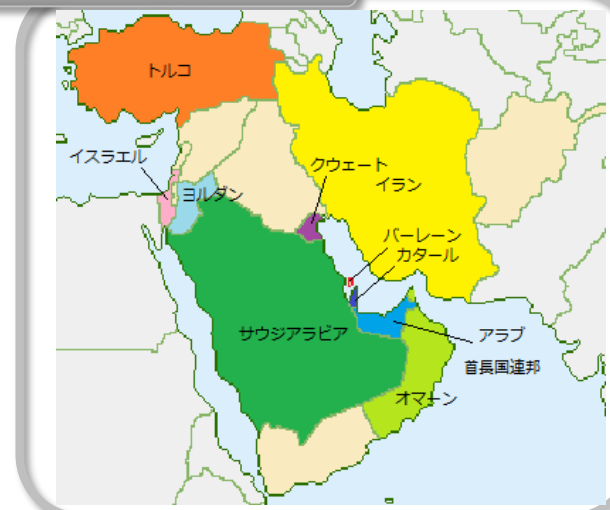 トルコ
イスラエル
ヨルダン
クウェート
イラン
バーレーン
カタール
サウジアラビア
アラブ
首長国連邦
オマーン